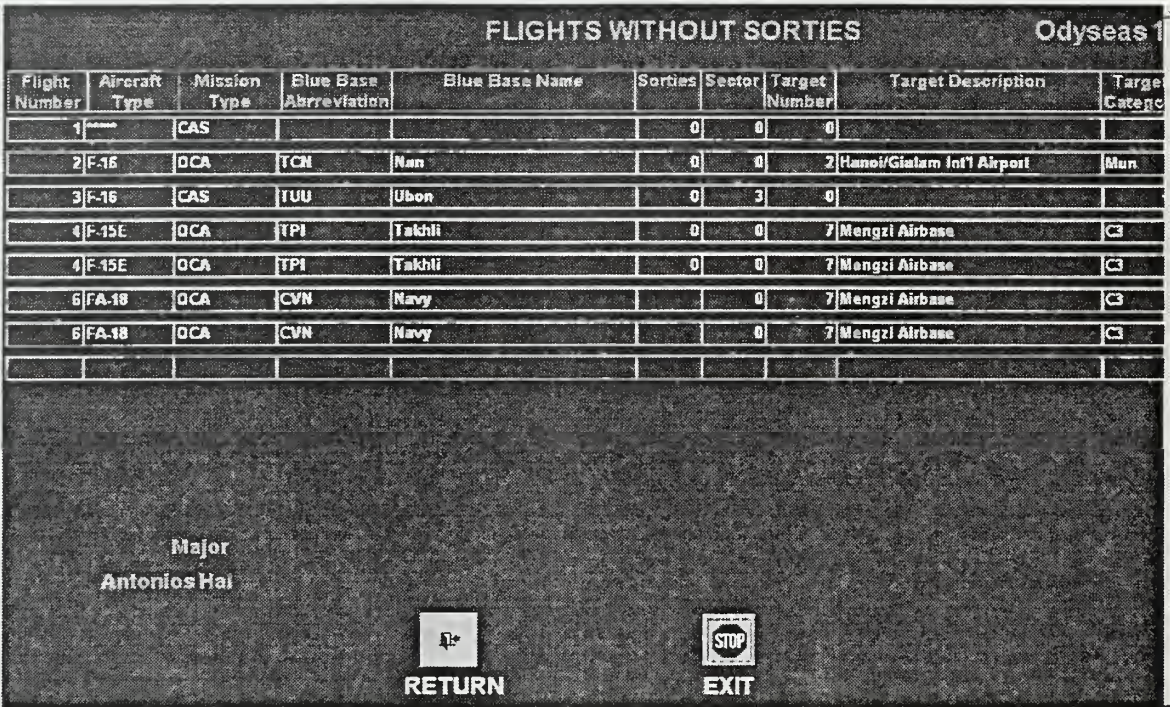 FLIGHTS WITHOUT SORTIES Odyseas 1
Flight Number Aircraft Type Mission Type Blue Base Abrreviation Blue Base Name Sorties Sector Target Number Target Description Target Catego
1 ***** CAS 0 0 0
2 F-16 OCA TCN Nan 0 0 2 Hanoi/Gialam Int'l Airport Mun
3 F-16 CAS TUU Ubon 0 3 0
4 F-15E OCA TPI Takhli 0 0 7 Mengzi Airbase C3
4 F-15E OCA TPI Takhli 0 0 7 Mengzi Airbase C3
6 FA-18 OCA CVN Navy 0 7 Mengzi Airbase C3
6 FA-18 OCA CVN Navy 0 7 Mengzi Airbase C3
Major
Antonios Hal
STOP
RETURN EXIT